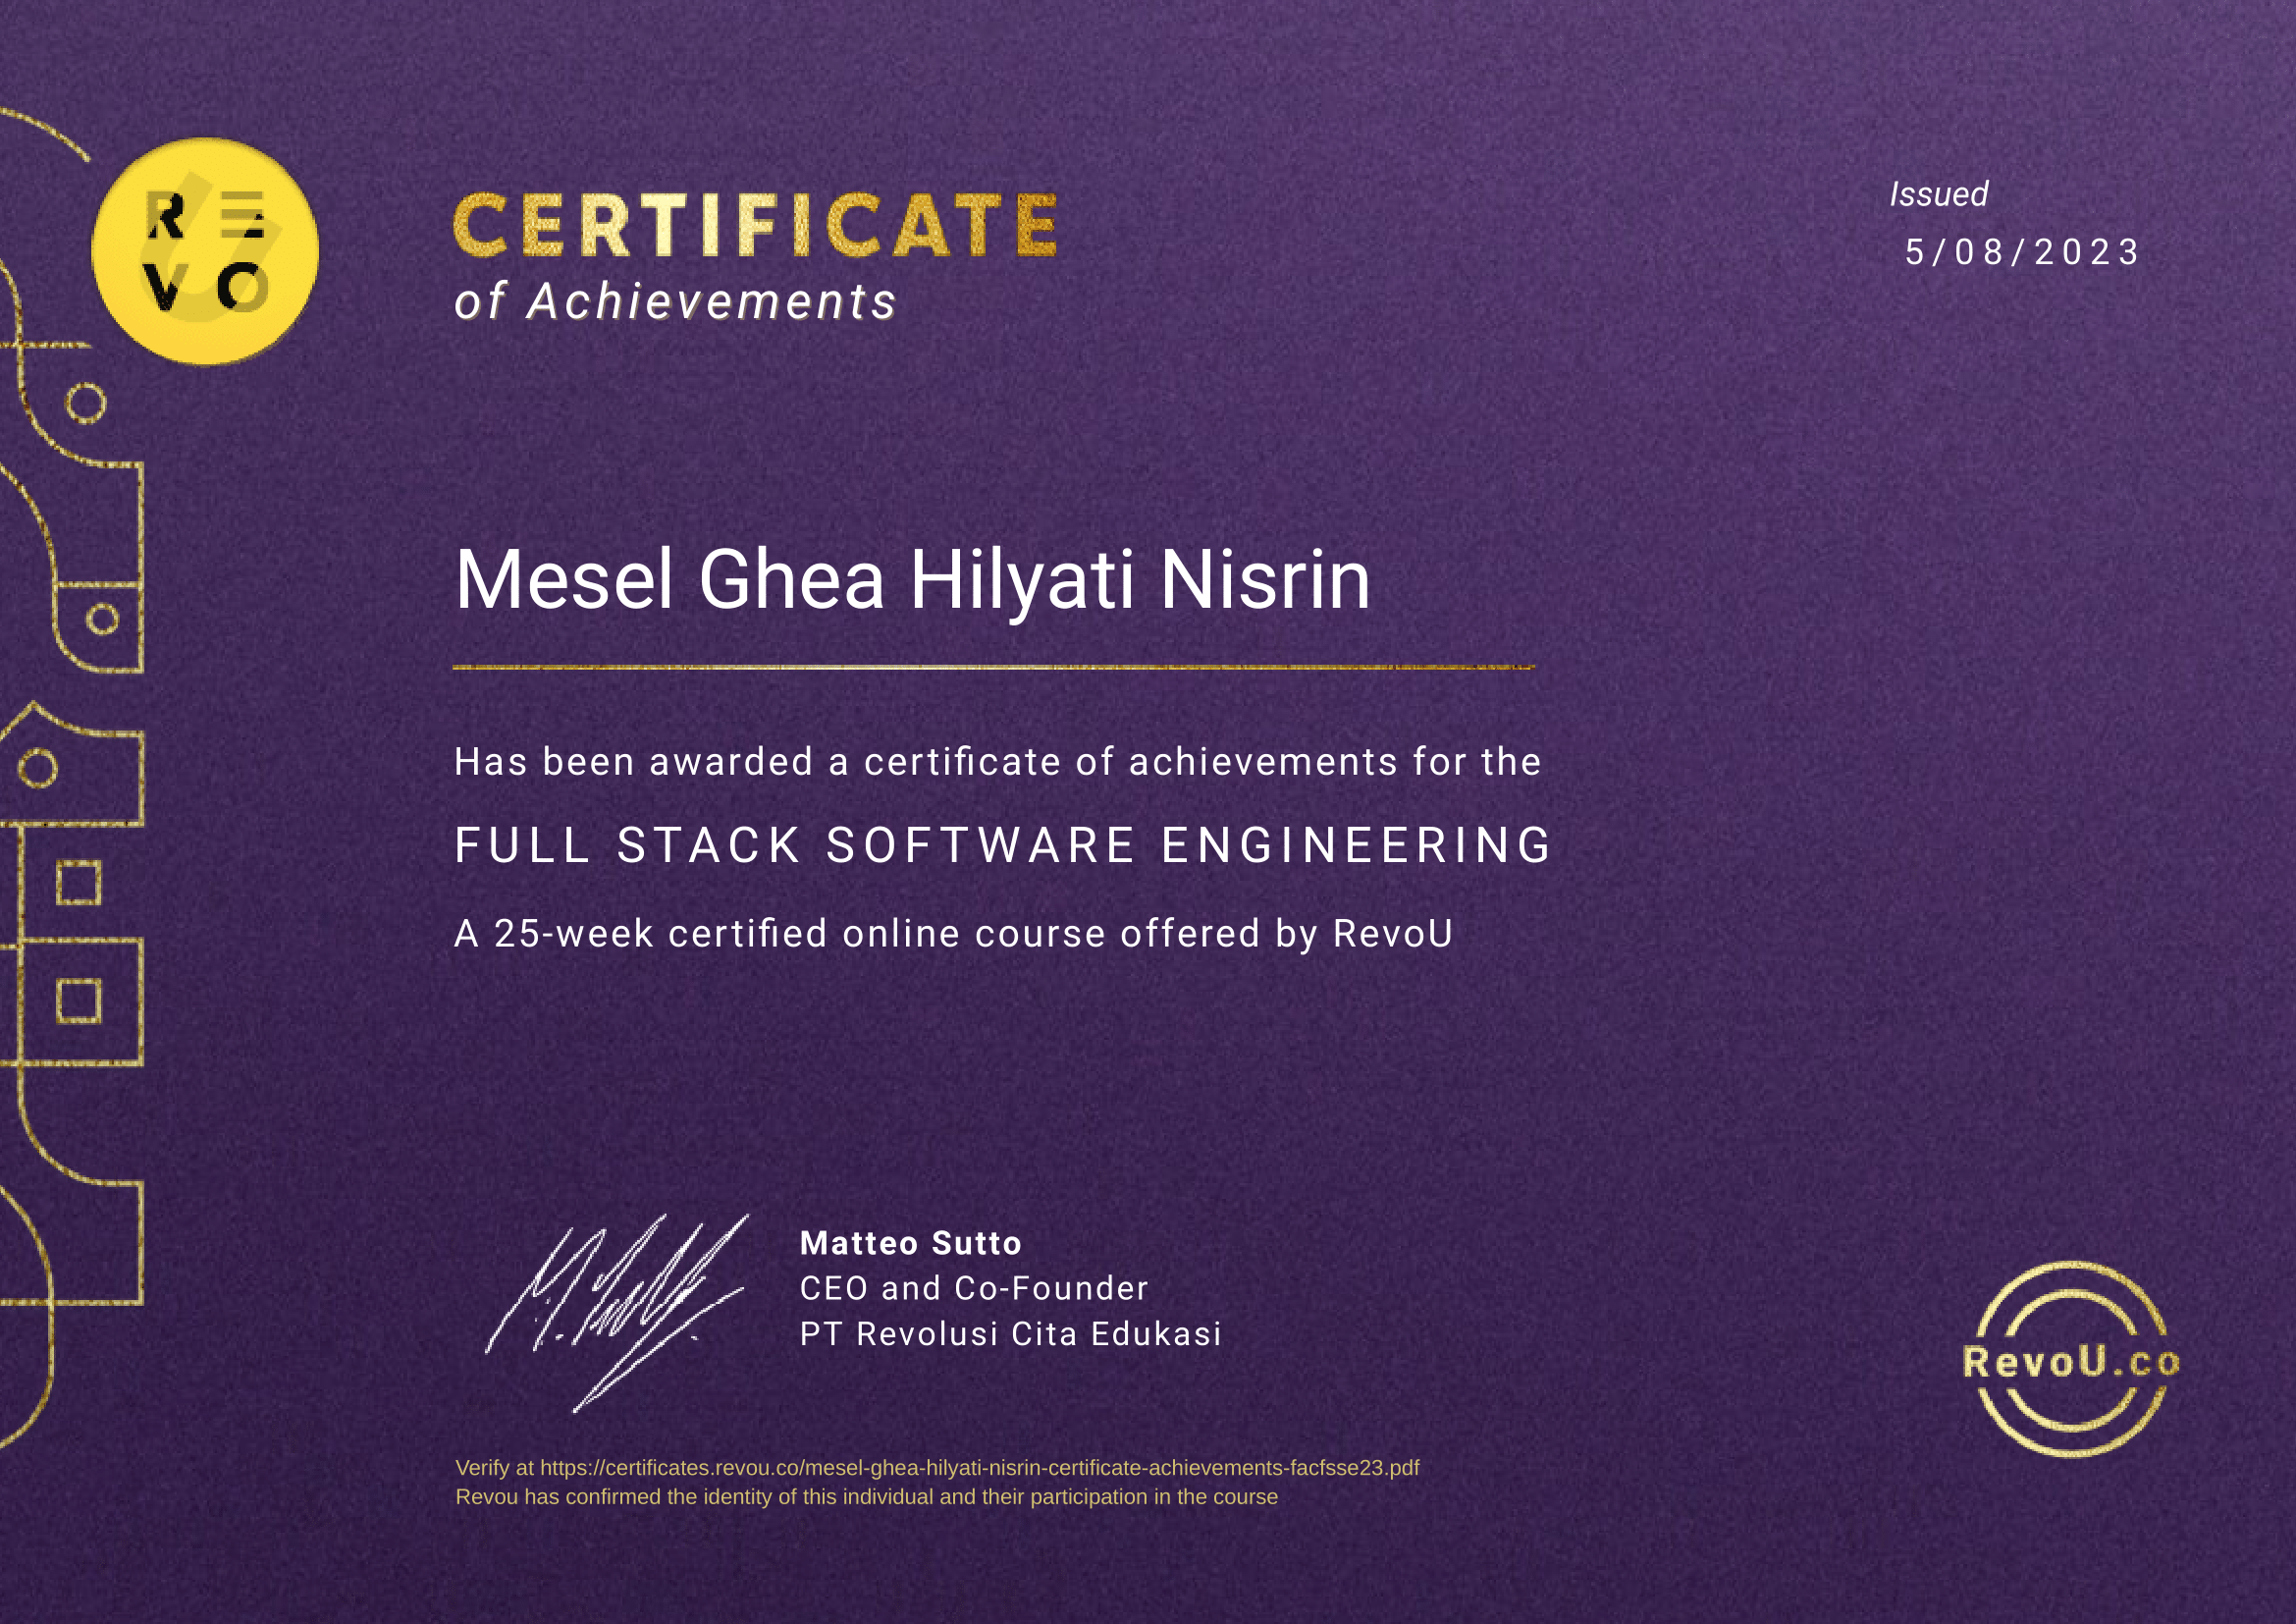 RE
VO
CERTIFICATE
of Achievements
Issued
5/08/2023
Mesel Ghea Hilyati Nisrin
Has been awarded a certificate of achievements for the
FULL STACK SOFTWARE ENGINEERING
A 25-week certified online course offered by RevoU
Matteo Sutto
CEO and Co-Founder
PT Revolusi Cita Edukasi
RevoU.co
Verify at https://certificates.revou.co/mesel-ghea-hilyati-nisrin-certificate-achievements-facfsse23.pdf
Revou has confirmed the identity of this individual and their participation in the course